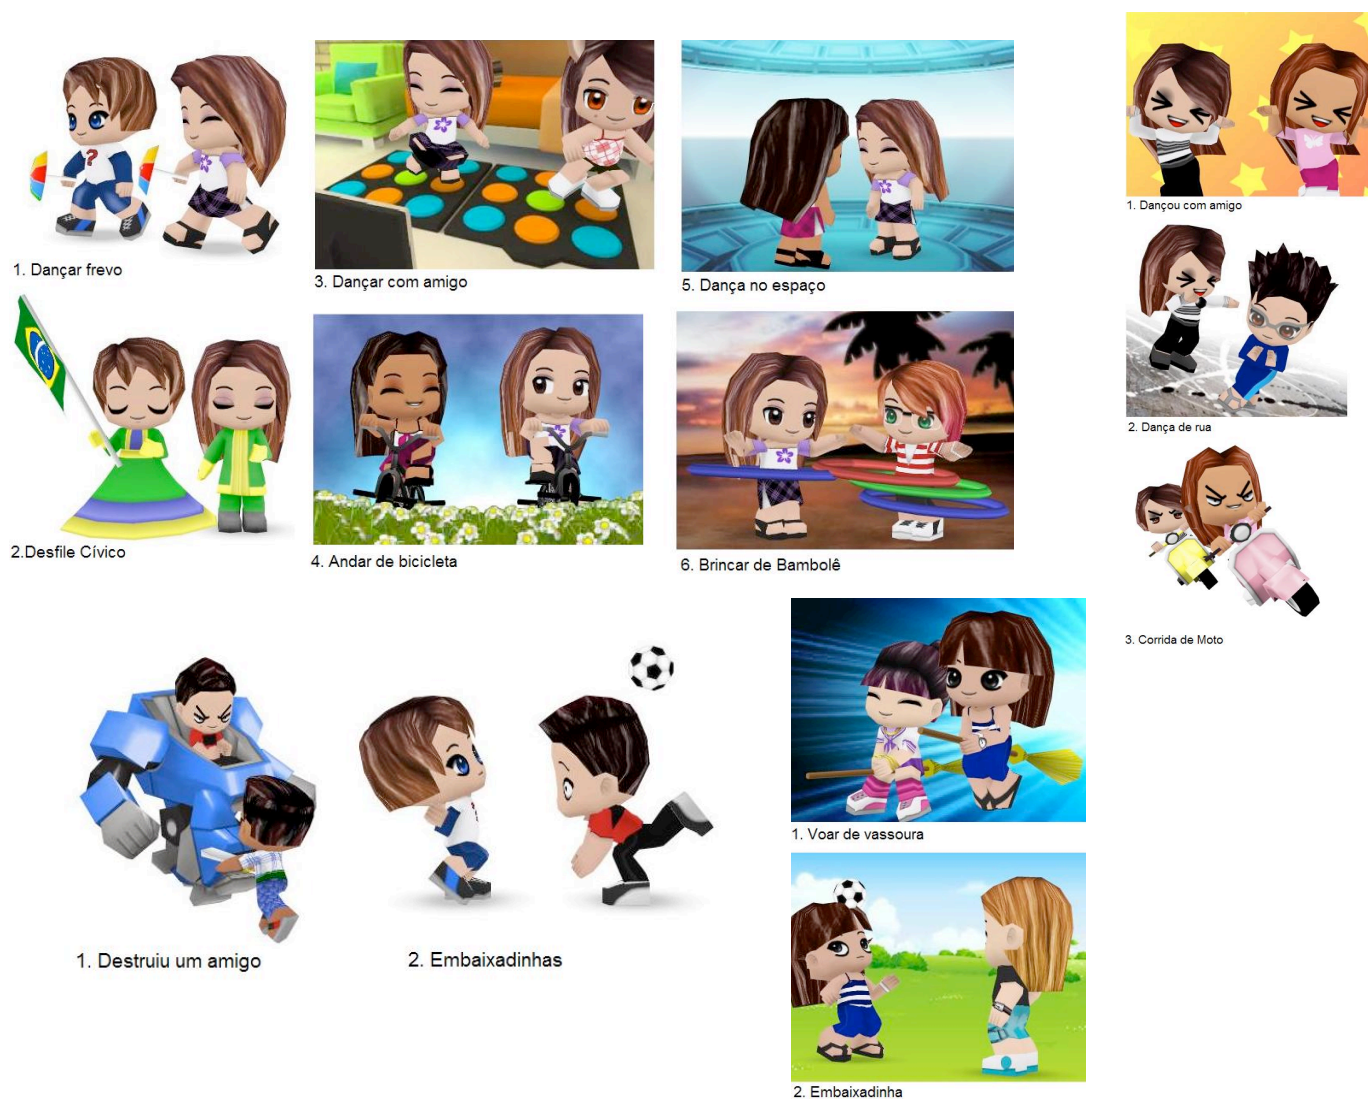 1. Dançar frevo
3. Dançar com amigo
5. Dança no espaço
1. Dançou com amigo
2.Desfile Cívico
4. Andar de bicicleta
6. Brincar de Bambolê
2. Dança de rua
3. Corrida de Moto
1. Destruiu um amigo
2. Embaixadinhas
1. Voar de vassoura
2. Embaixadinha